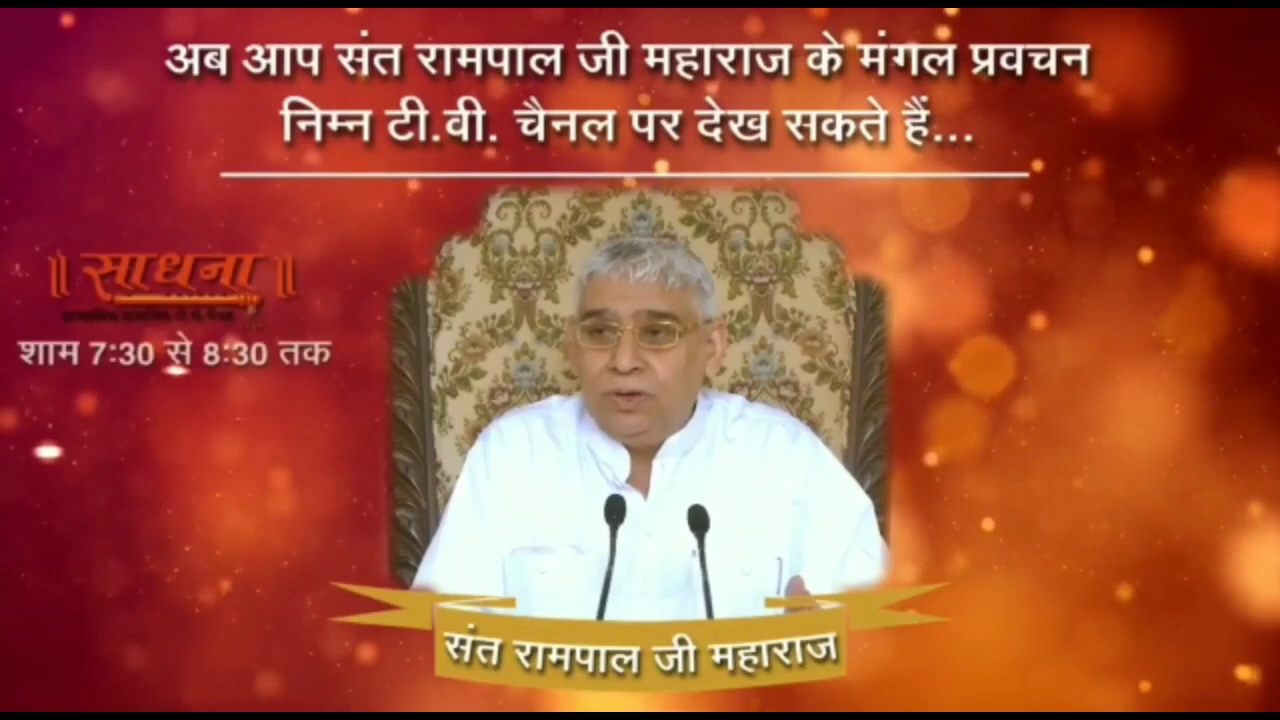 अब आप संत रामपाल जी महाराज के मंगल प्रवचन
निम्न टी.वी. चैनल पर देख सकते हैं...
॥ साधना ॥
शाम 7:30 से 8:30 तक
संत रामपाल जी महाराज